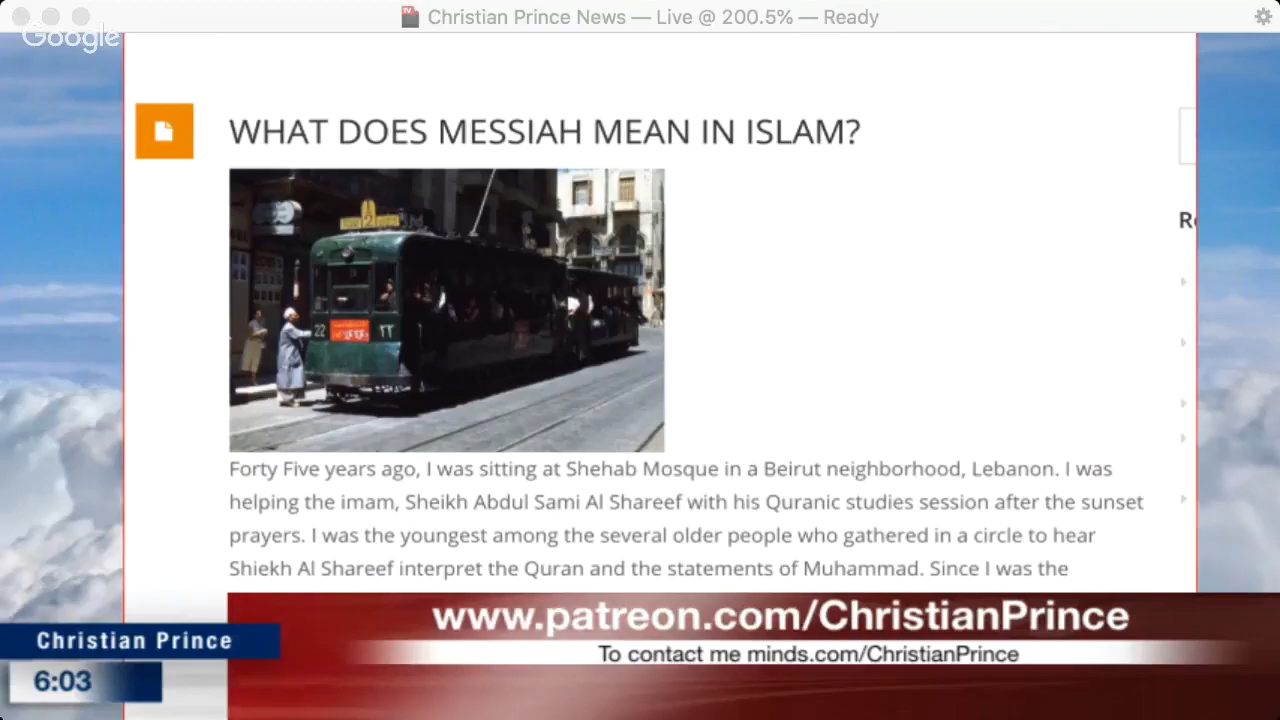 Christian Prince News — Live @ 200.5% — Ready
Google
WHAT DOES MESSIAH MEAN IN ISLAM?
2
22
٢٢
Forty Five years ago, I was sitting at Shehab Mosque in a Beirut neighborhood, Lebanon. I was
helping the imam, Sheikh Abdul Sami Al Shareef with his Quranic studies session after the sunset
prayers. I was the youngest among the several older people who gathered in a circle to hear
Shiekh Al Shareef interpret the Quran and the statements of Muhammad. Since I was the
www.patreon.com/ChristianPrince
To contact me minds.com/ChristianPrince
Christian Prince
6:03